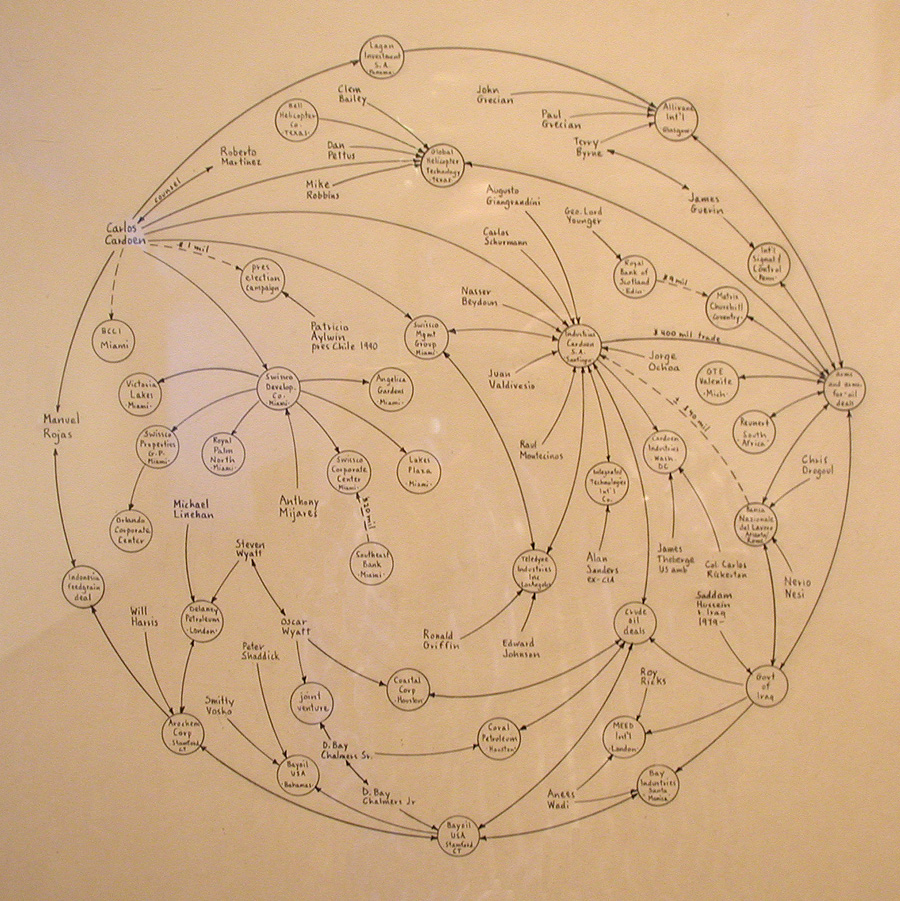 Lagan
Investment
S.A.
Panama
Clem
Bailey
John
Grecian
Bell
Helicopter
Co.
Texas
Paul
Grecian
Allivane
Int'l
Glasgow
Dan
Pettus
Terry
Byrne
Roberto
Martinez
Global
Helicopter
Technology
Texas
counsel
Mike
Robbins
Augusto
Giangrandini
James
Guerin
Carlos
Cardoen
Geo. Lord
Younger
Carlos
Schurmann
$1 mil
pres
election
campaign
Royal
Bank of
Scotland
Edin
$9 mil
Int'l
Signal &
Control
Penn.
Nasser
Beydoun
Matrix
Churchill
Coventry
BCCI
Miami
Patricio
Aylwin
pres Chile 1990
Swissco
Mgmt
Group
Miami
Industrias
Cardoen
S.A.
Santiago
$400 mil trade
Jorge
Ochoa
Juan
Valdivesio
GTE
Valenite
Mich.
arms
for oil
deals
Victoria
Lakes
Miami
Swissco
Develop.
Co.
Miami
Angelica
Gardens
Miami
± $40 mil
Manuel
Rojas
Swissco
Properties
G.P.
Miami
Royal
Palm
North
Miami
Swissco
Corporate
Center
Miami
Lakes
Plaza
Miami
Raul
Montecinos
Integrated
Technologies
Int'l
Co.
Cardoen
Industries
Wash.
DC
Reumert
South
Africa
Chris
Drogoul
Michael
Linehan
Anthony
Mijares
$20 mil
Orlando
Corporate
Center
Banca
Nazionale
del Lavoro
Rome
Steven
Wyatt
Southeast
Bank
Miami
Teledyne
Industries
Inc
Los Angeles
Alan
Sanders
ex-CIA
James
Theberge
US amb
Col. Carlos
Rickerton
Nerio
Nesi
Indonesia
feedgrain
deal
Saddam
Hussein
Iraq
1979-
Will
Harris
Delaney
Petroleum
London
Oscar
Wyatt
Ronald
Griffin
Edward
Johnson
Crude
oil
deals
Peter
Shaddick
Coastal
Corp
Houston
Roy
Ricks
Govt
of
Iraq
Smitty
Vosko
joint
venture
Arochem
Corp
Stamford
CT
D. Bay
Chalmers Sr.
Coral
Petroleum
Houston
MEED
Int'l
London
Bayoil
USA
Bahamas
D. Bay
Chalmers Jr
Anees
Wadi
Bay
Industries
Santa
Monica
Bayoil
USA
Stamford
CT